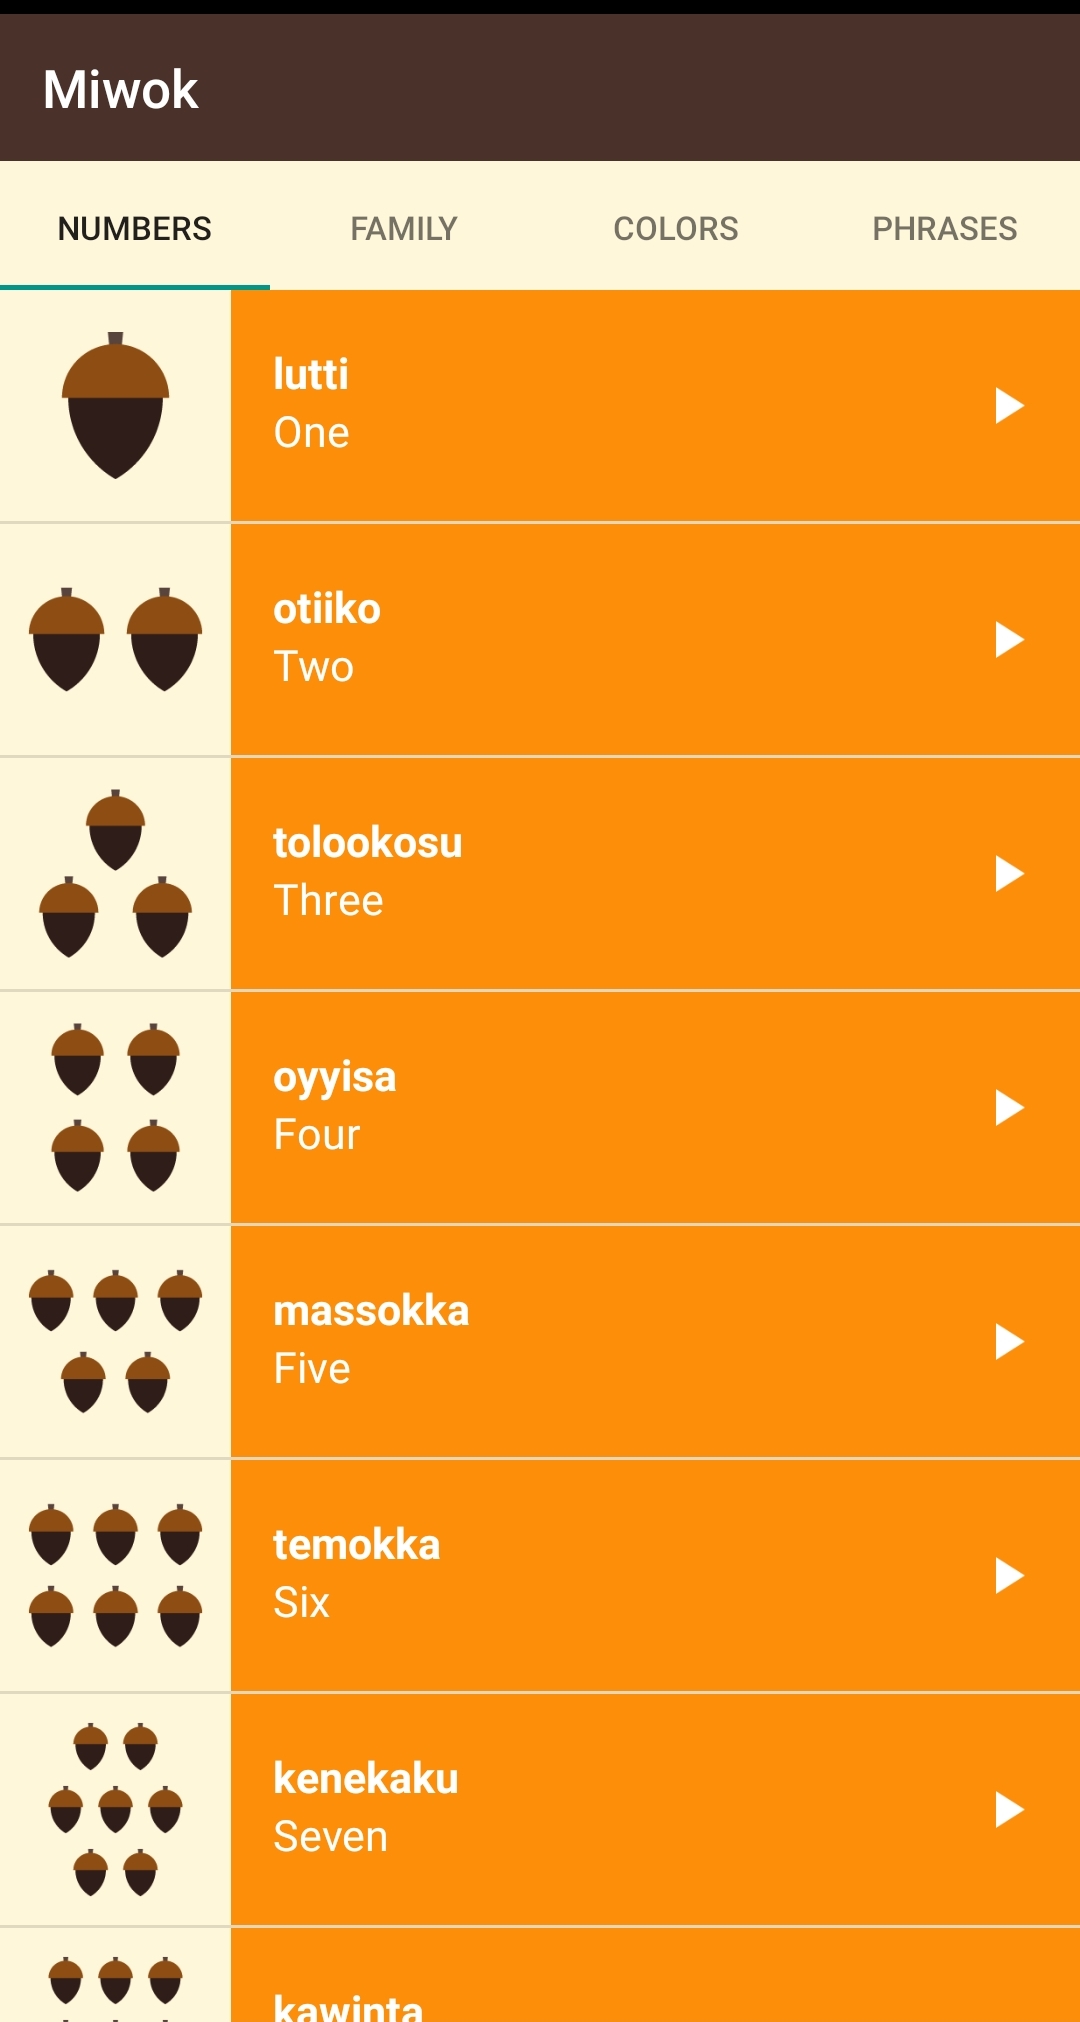 Miwok
NUMBERS FAMILY COLORS PHRASES
lutti
One
otiiko
Two
tolookosu
Three
oyyisa
Four
massokka
Five
temokka
Six
kenekaku
Seven
kawinta